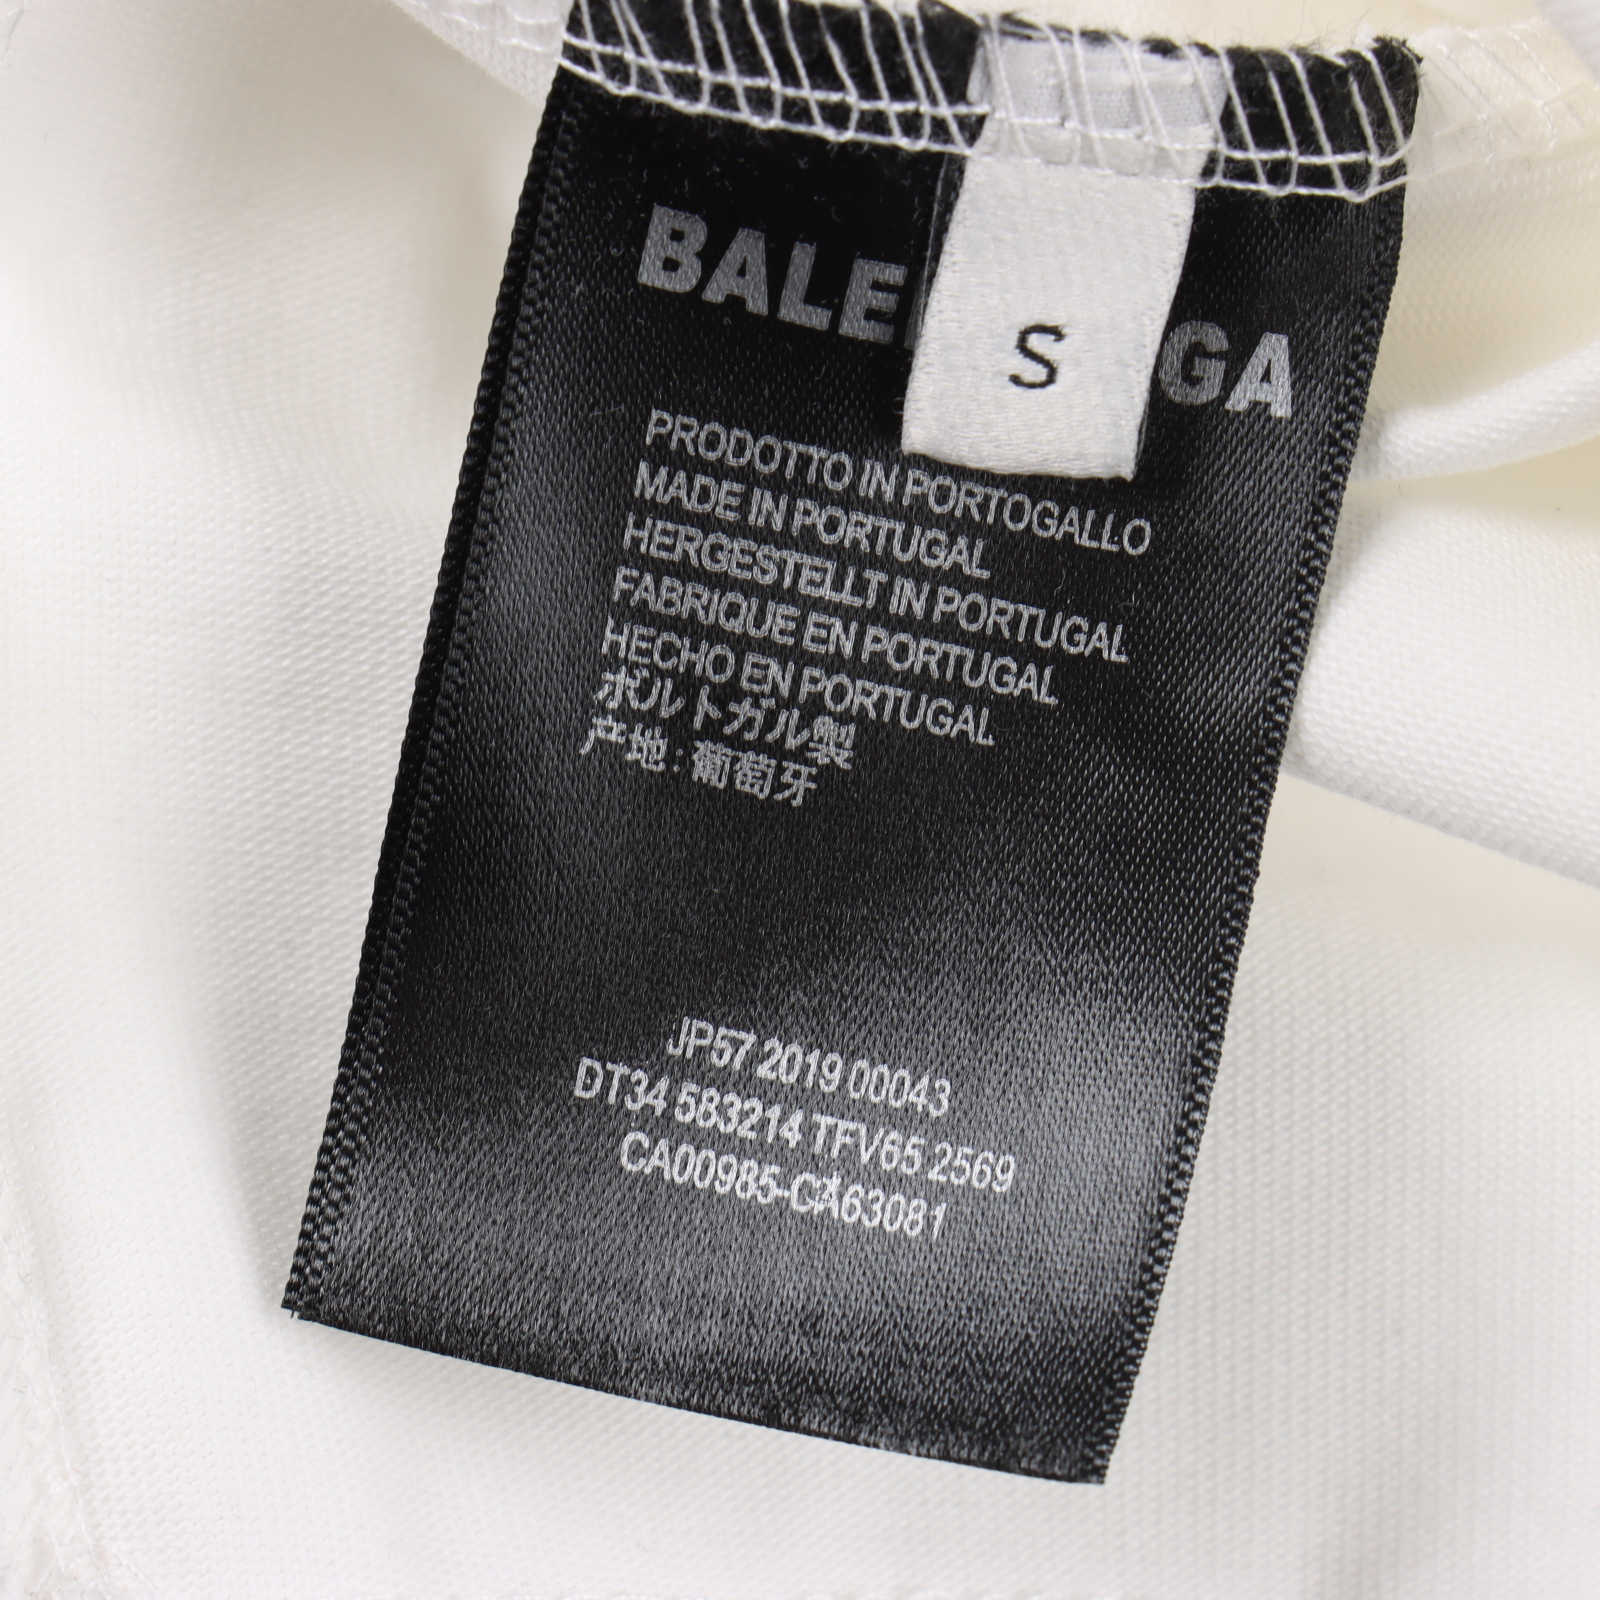 BALE GA
S
PRODOTTO IN PORTOGALLO
MADE IN PORTUGAL
HERGESTELLT IN PORTUGAL
FABRIQUE EN PORTUGAL
HECHO EN PORTUGAL
ポルトガル製
产地:葡萄牙
JP57 2019 00043
DT34 583214 TFV65 2569
CA00985-CA63081